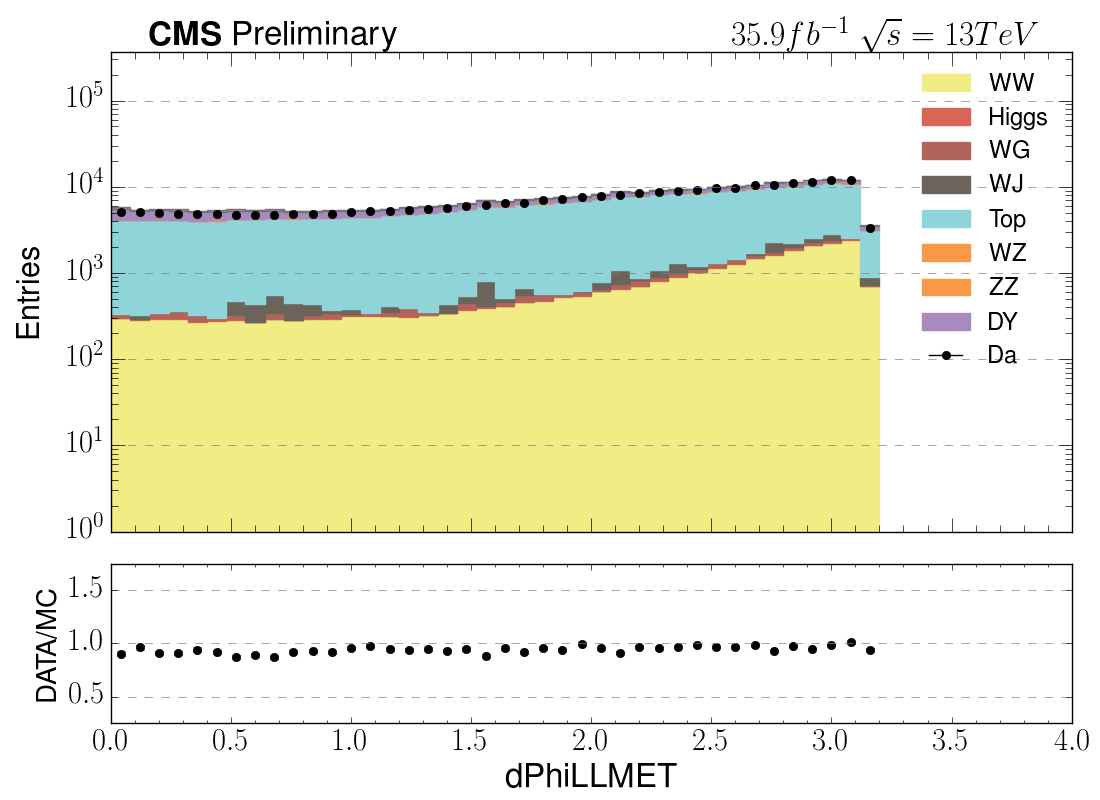 CMS Preliminary 35.9fb⁻¹ √s = 13TeV
10⁵
10⁴
10³
10²
10¹
10⁰
Entries
WW
Higgs
WG
WJ
Top
WZ
ZZ
DY
Da
1.5
1.0
0.5
DATA/MC
0.0 0.5 1.0 1.5 2.0 2.5 3.0 3.5 4.0
dPhiLLMET